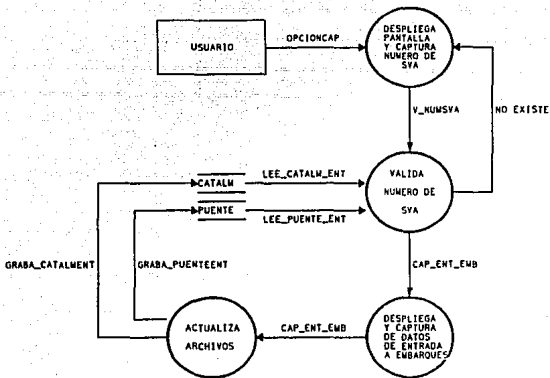 DESPLIEGA
PANTALLA
Y CAPTURA
NUMERO DE
SVA
USUARIO
OPCIONCAP
V_NUMSVA
NO EXISTE
CATALM
LEE_CATALM_ENT
VALIDA
NUMERO DE
SVA
PUENTE
LEE_PUENTE_ENT
GRABA_CATALMENT
GRABA_PUENTEENT
CAP_ENT_EMB
ACTUALIZA
ARCHIVOS
CAP_ENT_EMB
DESPLIEGA
Y CAPTURA
DE DATOS
DE ENTRADA
A EMBARQUES